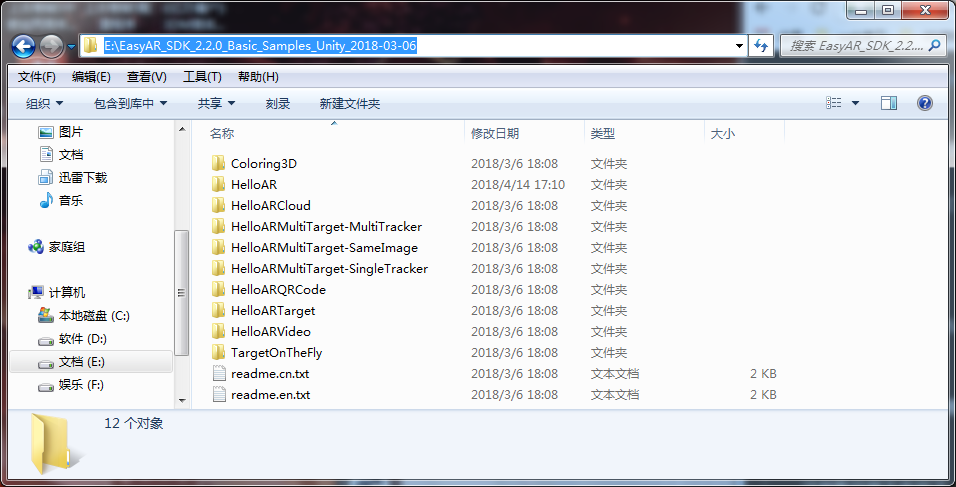 E:\EasyAR_SDK_2.2.0_Basic_Samples_Unity_2018-03-06
搜索 EasyAR_SDK_2.2....
文件(F) 编辑(E) 查看(V) 工具(T) 帮助(H)
组织 包含到库中 共享 刻录 新建文件夹
名称 修改日期 类型 大小
图片
文档
迅雷下载
音乐
家庭组
计算机
本地磁盘 (C:)
软件 (D:)
文档 (E:)
娱乐 (F:)
Coloring3D 2018/3/6 18:08 文件夹
HelloAR 2018/4/14 17:10 文件夹
HelloARCloud 2018/3/6 18:08 文件夹
HelloARMultiTarget-MultiTracker 2018/3/6 18:08 文件夹
HelloARMultiTarget-SameImage 2018/3/6 18:08 文件夹
HelloARMultiTarget-SingleTracker 2018/3/6 18:08 文件夹
HelloARQRCode 2018/3/6 18:08 文件夹
HelloARTarget 2018/3/6 18:08 文件夹
HelloARVideo 2018/3/6 18:08 文件夹
TargetOnTheFly 2018/3/6 18:08 文件夹
readme.cn.txt 2018/3/6 18:08 文本文档 2 KB
readme.en.txt 2018/3/6 18:08 文本文档 2 KB
12 个对象